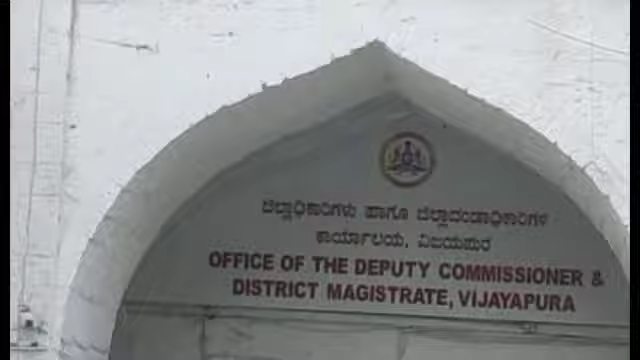 ಜಿಲ್ಲಾಧಿಕಾರಿಗಳು ಹಾಗೂ ಜಿಲ್ಲಾದಂಡಾಧಿಕಾರಿಗಳ
ಕಾರ್ಯಾಲಯ, ವಿಜಯಪುರ
OFFICE OF THE DEPUTY COMMISSIONER &
DISTRICT MAGISTRATE, VIJAYAPURA